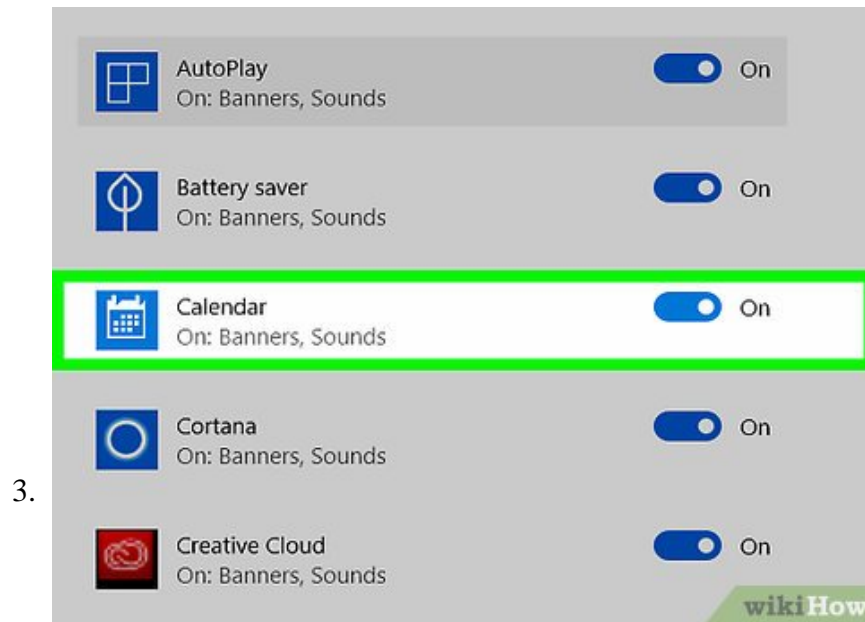 AutoPlay
On
On: Banners, Sounds
Battery saver
On
On: Banners, Sounds
Calendar
On
On: Banners, Sounds
Cortana
On
On: Banners, Sounds
3.
Creative Cloud
On
On: Banners, Sounds
wikiHow